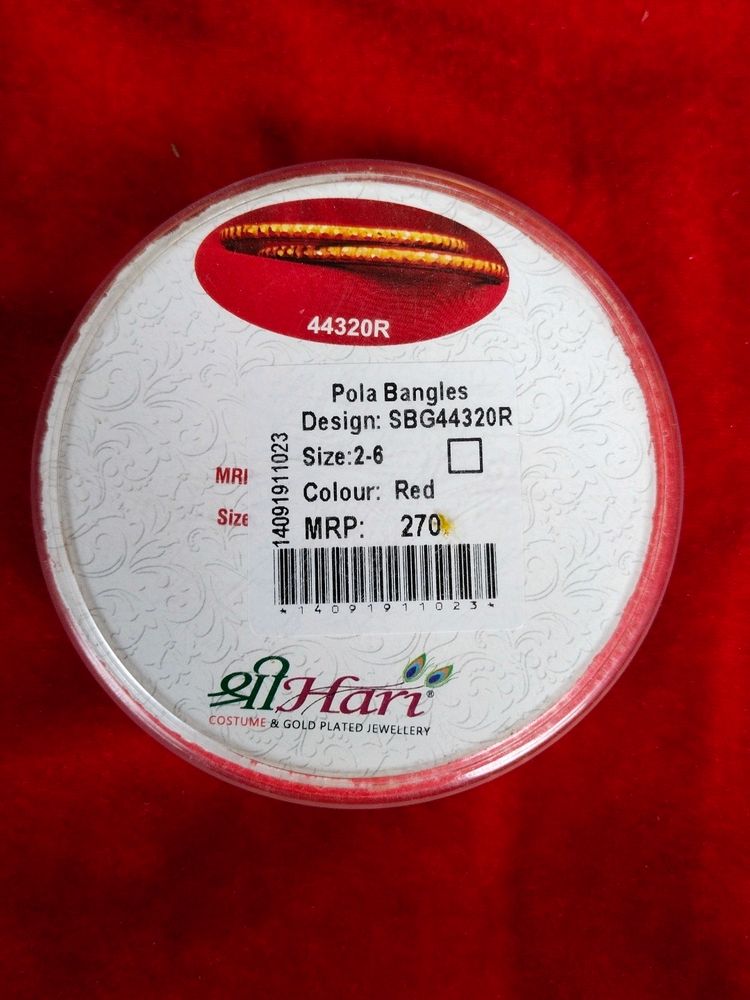 44320R
Pola Bangles
Design: SBG44320R
Size:2-6
Colour: Red
MRP: 270
14091911023
MRP
Size
*14091911023*
श्रीHari®
COSTUME & GOLD PLATED JEWELLERY